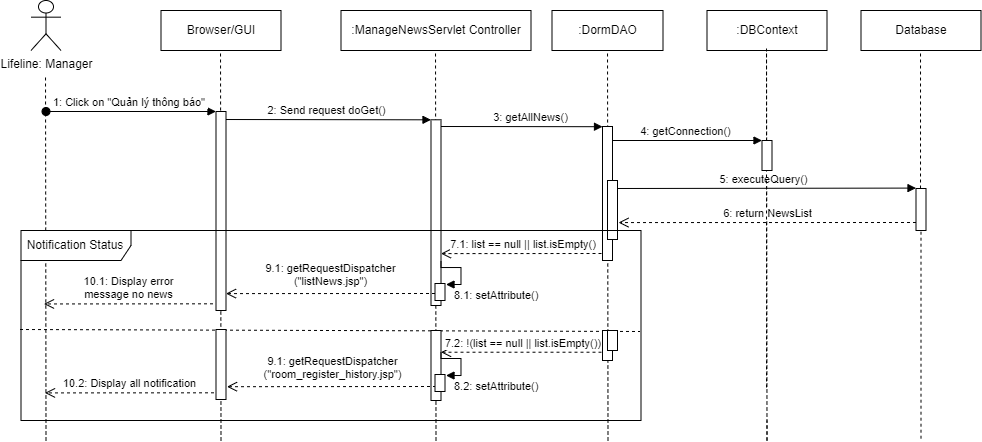 Browser/GUI
:ManageNewsServlet Controller
:DormDAO
:DBContext
Database
Lifeline: Manager
1: Click on "Quản lý thông báo"
2: Send request doGet()
3: getAllNews()
4: getConnection()
5: executeQuery()
6: return NewsList
Notification Status
7.1: list == null || list.isEmpty()
9.1: getRequestDispatcher
("listNews.jsp")
10.1: Display error
message no news
8.1: setAttribute()
7.2: !(list == null || list.isEmpty())
9.1: getRequestDispatcher
("room_register_history.jsp")
10.2: Display all notification
8.2: setAttribute()